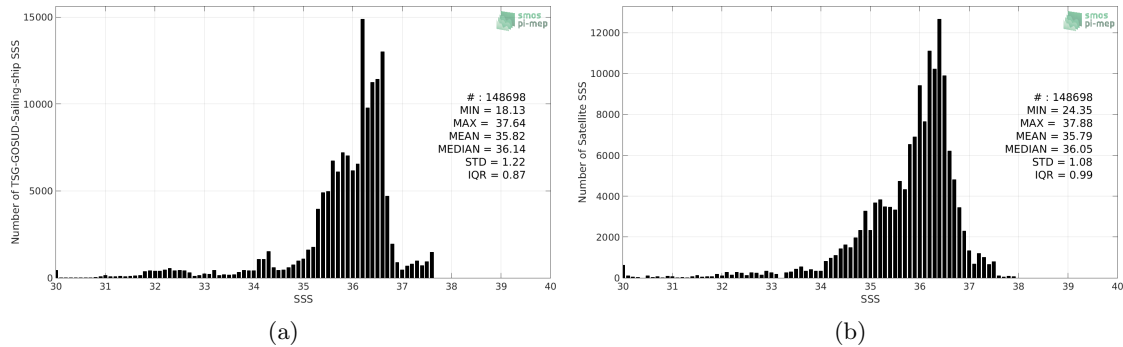 Number of TSG-GOSUD-Sailing-ship SSS
15000
10000
5000
0
30 31 32 33 34 35 36 37 38 39 40
SSS
smos
pi-mep
# : 148698
MIN = 18.13
MAX = 37.64
MEAN = 35.82
MEDIAN = 36.14
STD = 1.22
IQR = 0.87
(a)
Number of Satellite SSS
12000
10000
8000
6000
4000
2000
0
30 31 32 33 34 35 36 37 38 39 40
SSS
smos
pi-mep
# : 148698
MIN = 24.35
MAX = 37.88
MEAN = 35.79
MEDIAN = 36.05
STD = 1.08
IQR = 0.99
(b)